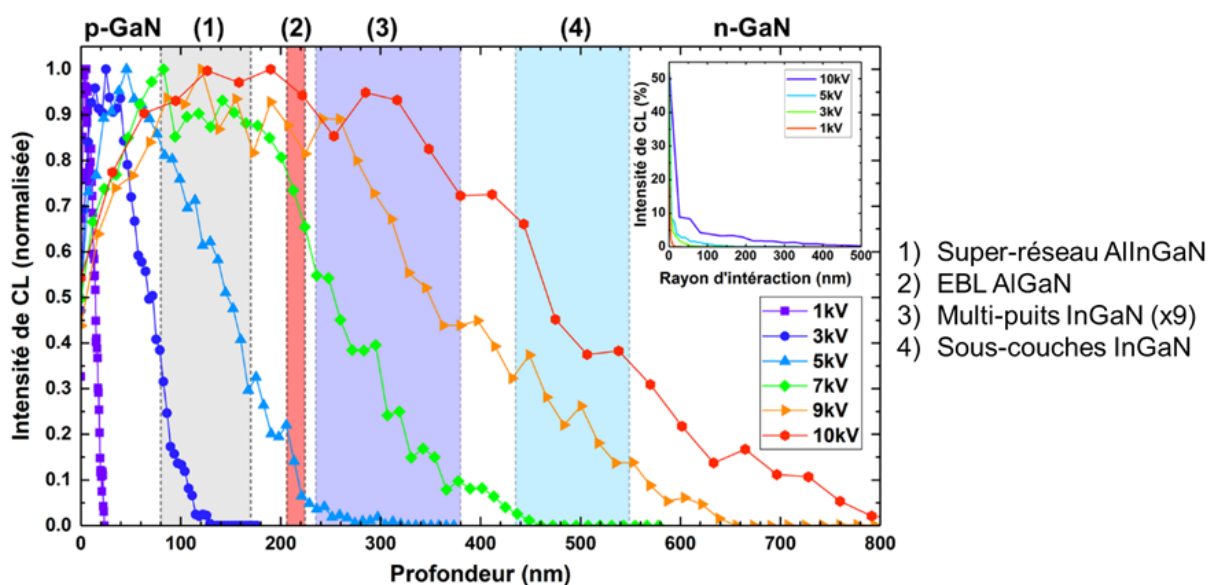 p-GaN (1) (2) (3) (4) n-GaN
Intensité de CL (normalisée)
1.0
0.9
0.8
0.7
0.6
0.5
0.4
0.3
0.2
0.1
0.0
0 100 200 300 400 500 600 700 800
Profondeur (nm)
Intensité de CL (%)
50
40
30
20
10
0
0 100 200 300 400 500
Rayon d'intéraction (nm)
10kV
5kV
3kV
1kV
1kV
3kV
5kV
7kV
9kV
10kV
1) Super-réseau AlInGaN
2) EBL AlGaN
3) Multi-puits InGaN (x9)
4) Sous-couches InGaN